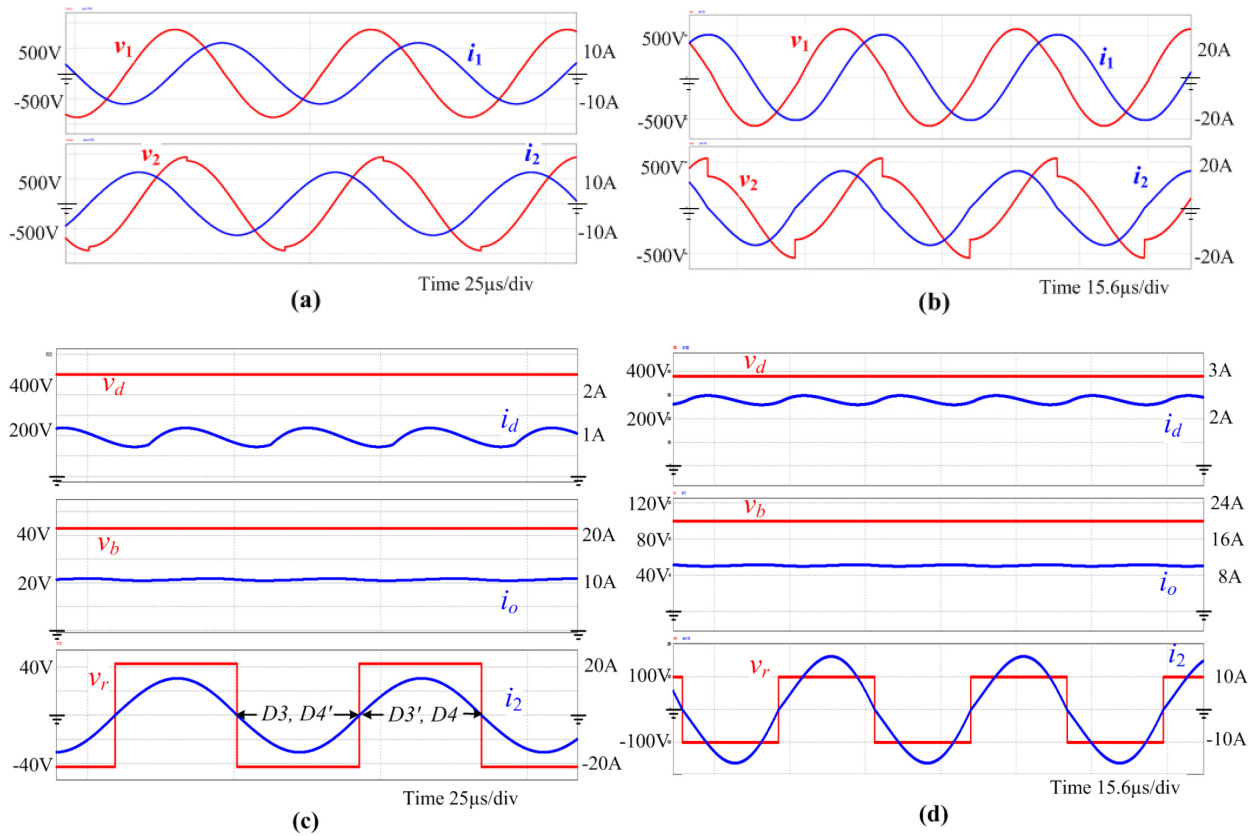 v1
i1
500V
10A
-500V
-10A
v2
i2
500V
10A
-500V
-10A
Time 25µs/div
(a)
v1
i1
500V
20A
-500V
-20A
v2
i2
500V
20A
-500V
-20A
Time 15.6µs/div
(b)
400V
vd
2A
200V
id
1A
40V
vb
20A
20V
10A
io
40V
vr
i2
20A
D3, D4′
D3′, D4
-40V
-20A
Time 25µs/div
(c)
400V
vd
3A
200V
id
2A
120V
24A
vb
80V
16A
40V
8A
io
vr
i2
100V
10A
-100V
-10A
Time 15.6µs/div
(d)